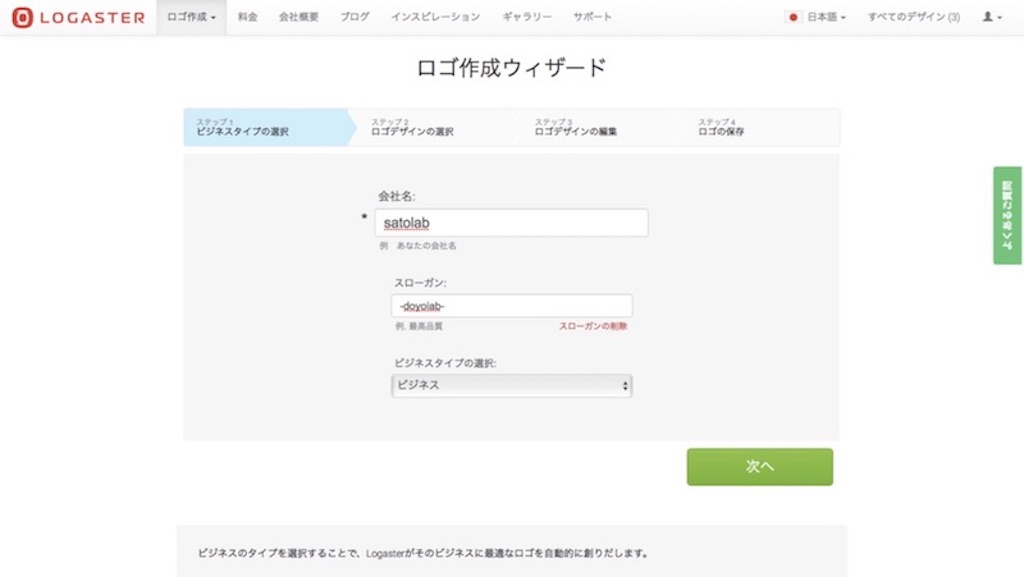 LOGASTER
ロゴ作成 料金 会社概要 ブログ インスピレーション ギャラリー サポート 日本語 すべてのデザイン (3)
ロゴ作成ウィザード
ステップ 1
ビジネスタイプの選択
ステップ 2
ロゴデザインの選択
ステップ 3
ロゴデザインの編集
ステップ 4
ロゴの保存
会社名:
* satolab
例 あなたの会社名
スローガン:
-doyolab-
例. 最高品質 スローガンの削除
ビジネスタイプの選択:
ビジネス
次へ
よくあるご質問
ビジネスのタイプを選択することで、Logasterがそのビジネスに最適なロゴを自動的に創りだします。